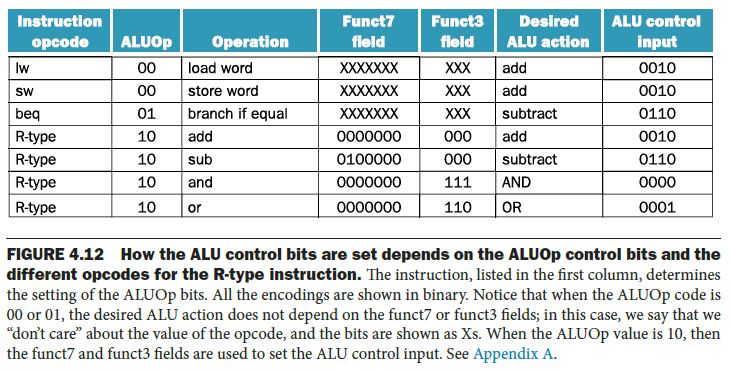 Instruction opcode ALUOp Operation Funct7 field Funct3 field Desired ALU action ALU control input
lw 00 load word XXXXXXX XXX add 0010
sw 00 store word XXXXXXX XXX add 0010
beq 01 branch if equal XXXXXXX XXX subtract 0110
R-type 10 add 0000000 000 add 0010
R-type 10 sub 0100000 000 subtract 0110
R-type 10 and 0000000 111 AND 0000
R-type 10 or 0000000 110 OR 0001
FIGURE 4.12 How the ALU control bits are set depends on the ALUOp control bits and the
different opcodes for the R-type instruction. The instruction, listed in the first column, determines
the setting of the ALUOp bits. All the encodings are shown in binary. Notice that when the ALUOp code is
00 or 01, the desired ALU action does not depend on the funct7 or funct3 fields; in this case, we say that we
“don’t care” about the value of the opcode, and the bits are shown as Xs. When the ALUOp value is 10, then
the funct7 and funct3 fields are used to set the ALU control input. See Appendix A.